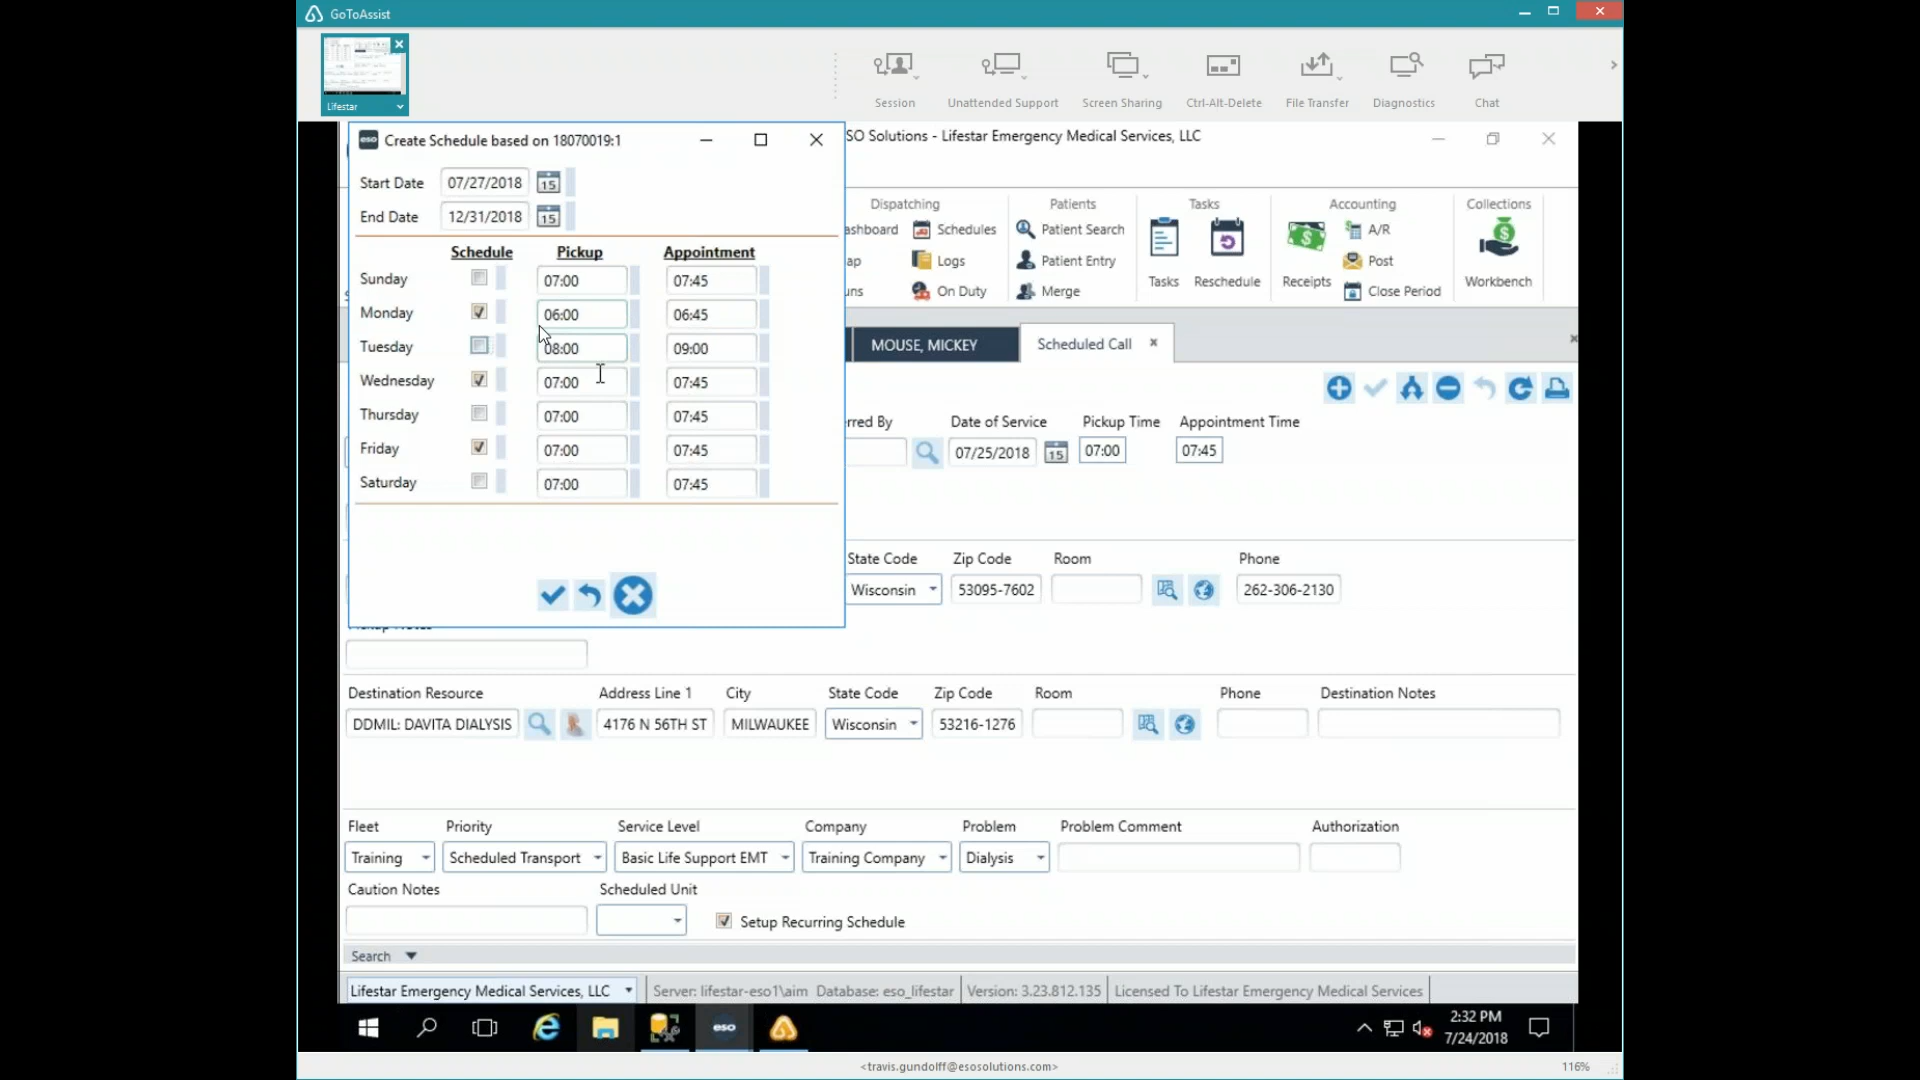 GoToAssist
Lifestar
Session
Unattended Support
Screen Sharing
Ctrl-Alt-Delete
File Transfer
Diagnostics
Chat
eso Create Schedule based on 18070019:1
SO Solutions - Lifestar Emergency Medical Services, LLC
Start Date 07/27/2018 15
End Date 12/31/2018 15
Schedule Pickup Appointment
Sunday 07:00 07:45
Monday 06:00 06:45
Tuesday 08:00 09:00
Wednesday 07:00 07:45
Thursday 07:00 07:45
Friday 07:00 07:45
Saturday 07:00 07:45
Dispatching
ashboard Schedules
ap Logs
uns On Duty
Patients
Patient Search
Patient Entry
Merge
Tasks
Tasks Reschedule
Accounting
Receipts
A/R
Post
Close Period
Collections
Workbench
MOUSE, MICKEY
Scheduled Call
rred By Date of Service Pickup Time Appointment Time
07/25/2018 15 07:00 07:45
State Code Zip Code Room Phone
Wisconsin 53095-7602 262-306-2130
Destination Resource Address Line 1 City State Code Zip Code Room Phone Destination Notes
DDMIL: DAVITA DIALYSIS 4176 N 56TH ST MILWAUKEE Wisconsin 53216-1276
Fleet Priority Service Level Company Problem Problem Comment Authorization
Training Scheduled Transport Basic Life Support EMT Training Company Dialysis
Caution Notes Scheduled Unit
Setup Recurring Schedule
Search
Lifestar Emergency Medical Services, LLC Server: lifestar-eso1\aim Database: eso_lifestar Version: 3.23.812.135 Licensed To Lifestar Emergency Medical Services
eso
2:32 PM
7/24/2018
<travis.gundolff@esosolutions.com>
116%